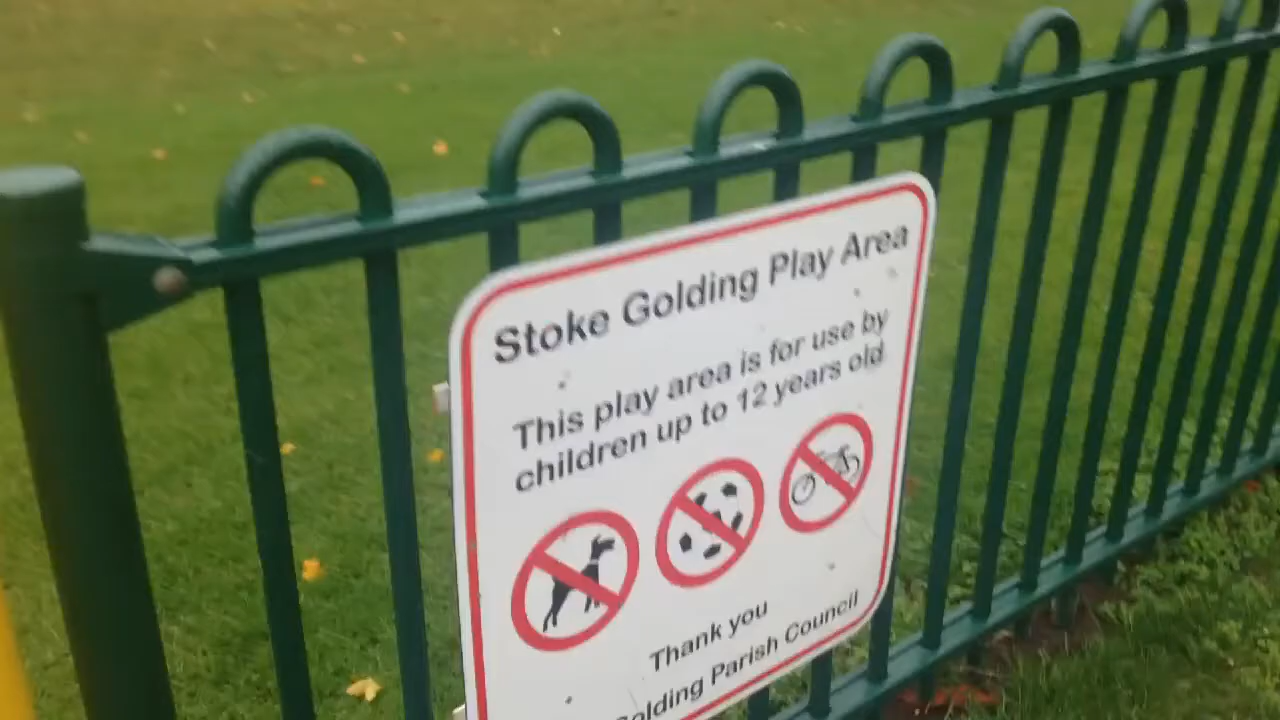 Stoke Golding Play Area
This play area is for use by
children up to 12 years old
Thank you
Golding Parish Council